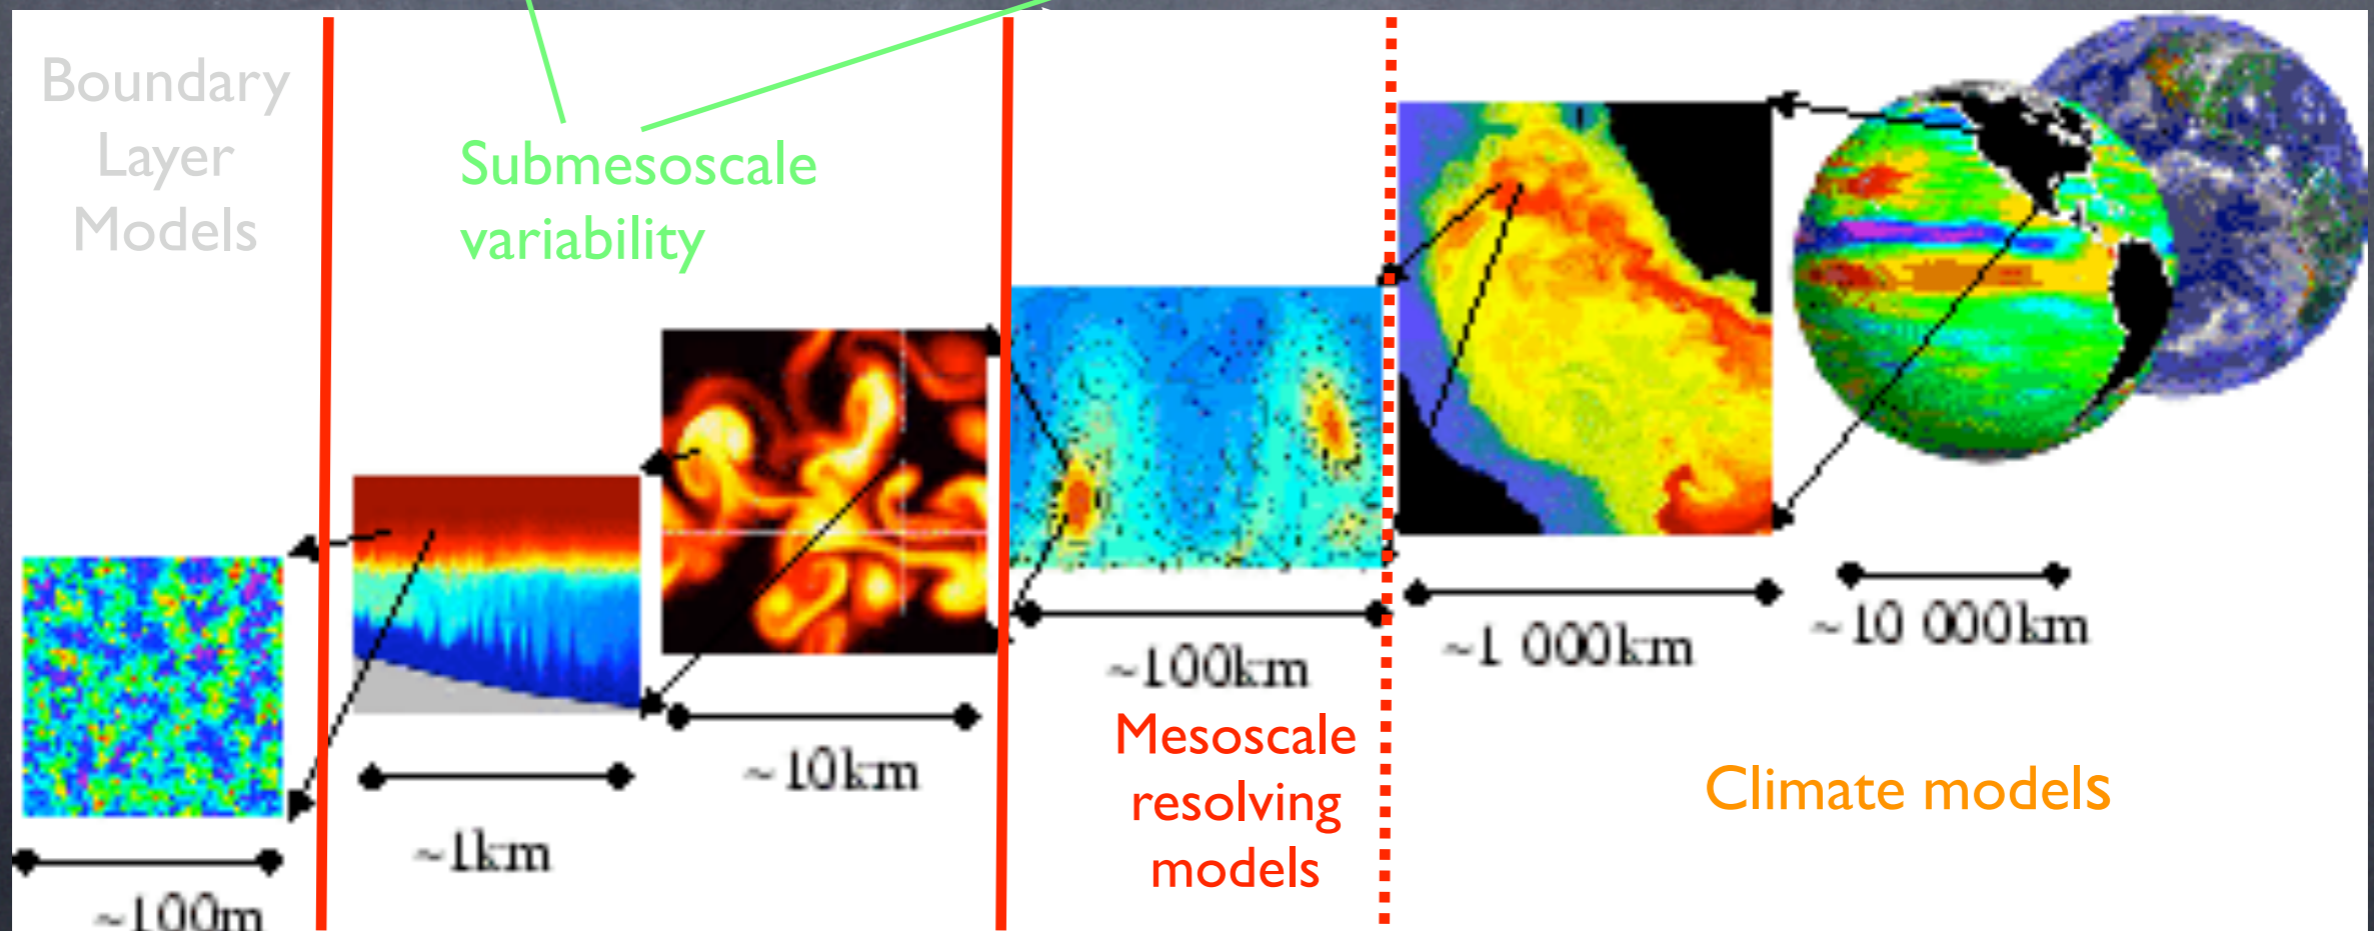 Boundary
Layer
Models
Submesoscale
variability
~100m
~1km
~10km
~100km
Mesoscale
resolving
models
~1 000km
~10 000km
Climate models